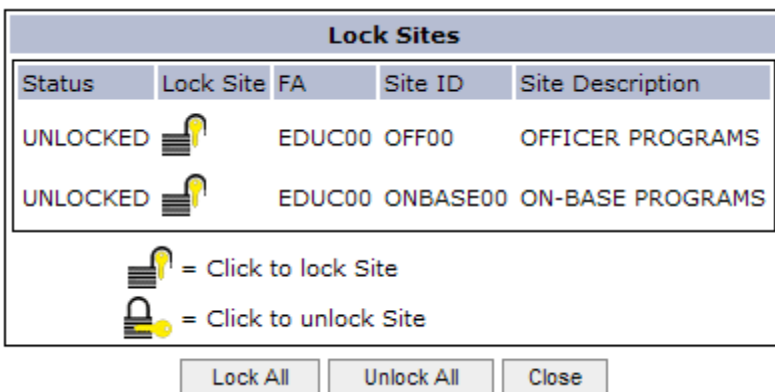 Lock Sites
Status Lock Site FA Site ID Site Description
UNLOCKED EDUC00 OFF00 OFFICER PROGRAMS
UNLOCKED EDUC00 ONBASE00 ON-BASE PROGRAMS
= Click to lock Site
= Click to unlock Site
Lock All Unlock All Close